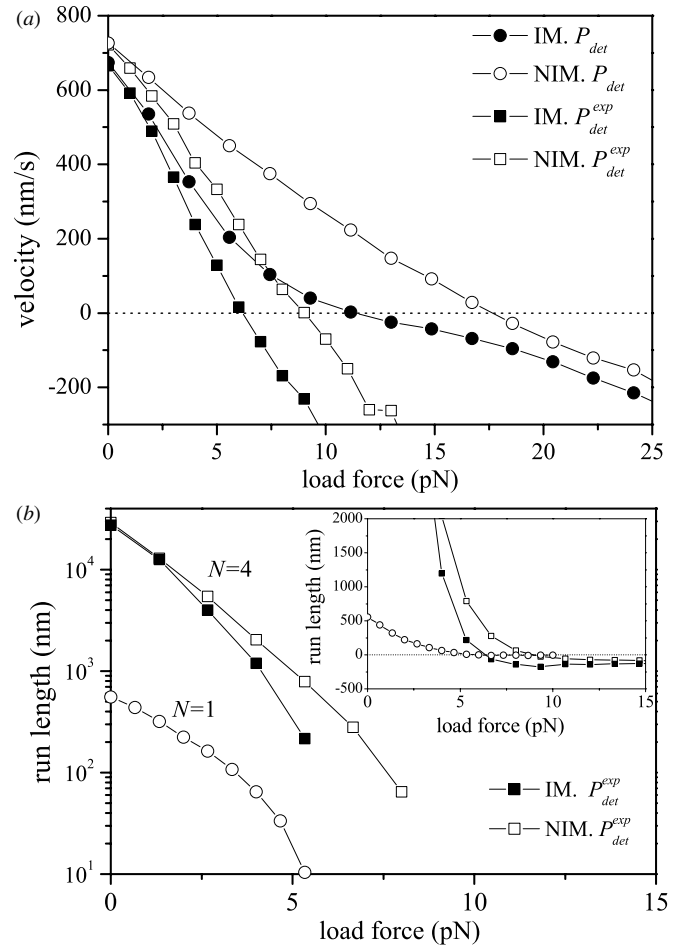 (a)
800
600
400
200
0
-200
velocity (nm/s)
IM. P_det
NIM. P_det
IM. P_det^exp
NIM. P_det^exp
0 5 10 15 20 25
load force (pN)
(b)
10^4
10^3
10^2
10^1
run length (nm)
N=4
N=1
2000
1500
1000
500
0
-500
run length (nm)
0 5 10 15
load force (pN)
IM. P_det^exp
NIM. P_det^exp
0 5 10 15
load force (pN)